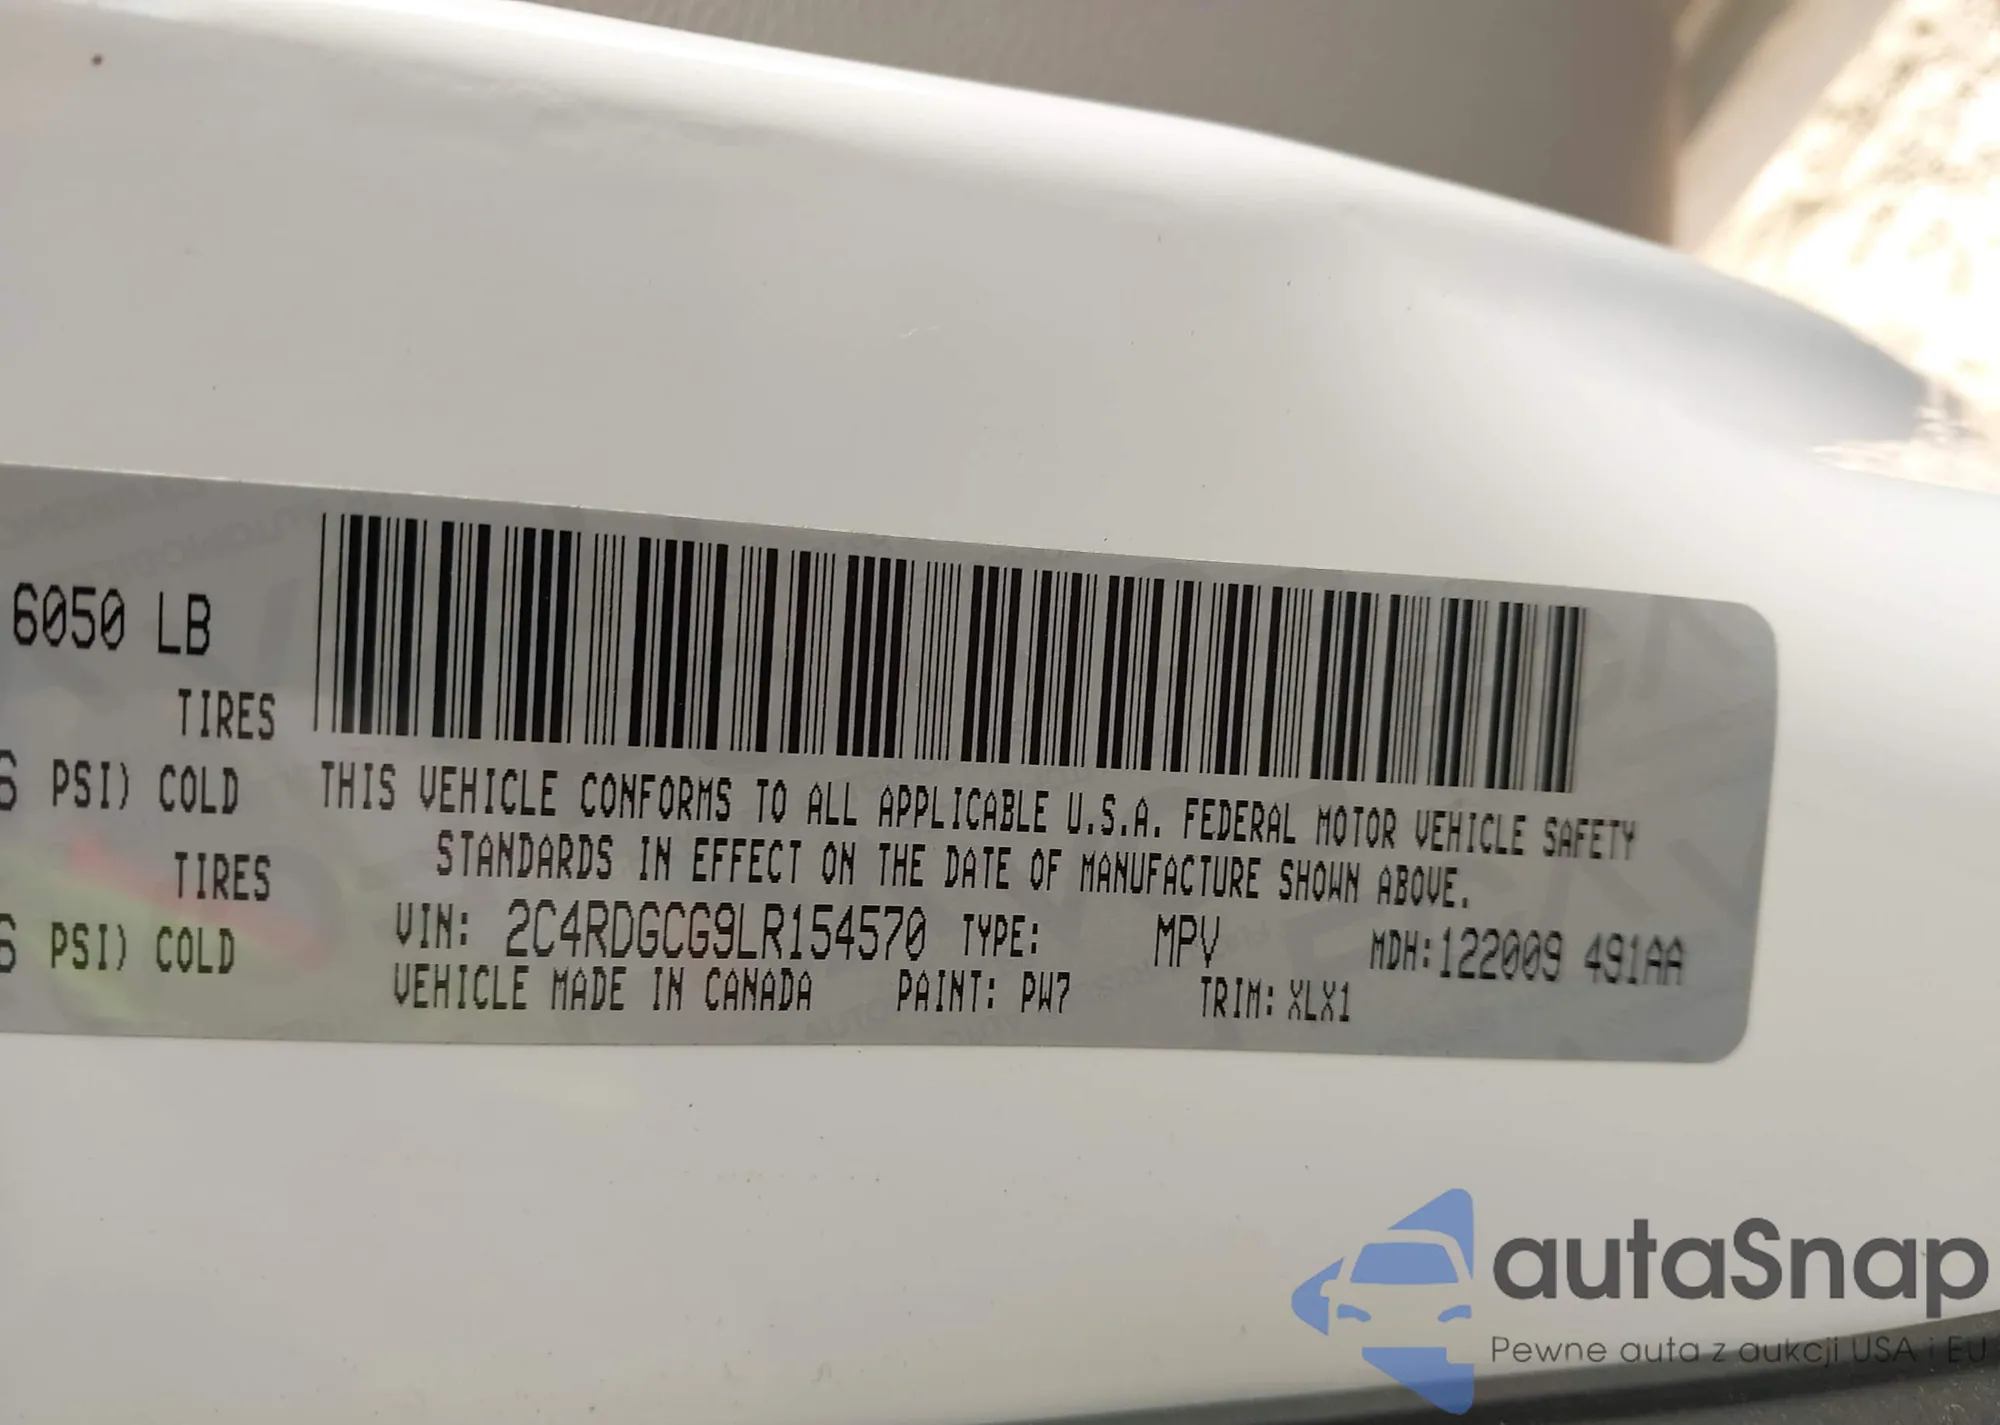 6050 LB
TIRES
6 PSI) COLD
TIRES
6 PSI) COLD
THIS VEHICLE CONFORMS TO ALL APPLICABLE U.S.A. FEDERAL MOTOR VEHICLE SAFETY
STANDARDS IN EFFECT ON THE DATE OF MANUFACTURE SHOWN ABOVE.
VIN: 2C4RDGCG9LR154570 TYPE: MPV MDH:122009 491AA
VEHICLE MADE IN CANADA PAINT: PW7 TRIM: XLX1
autaSnap
Pewne auta z aukcji USA i EU